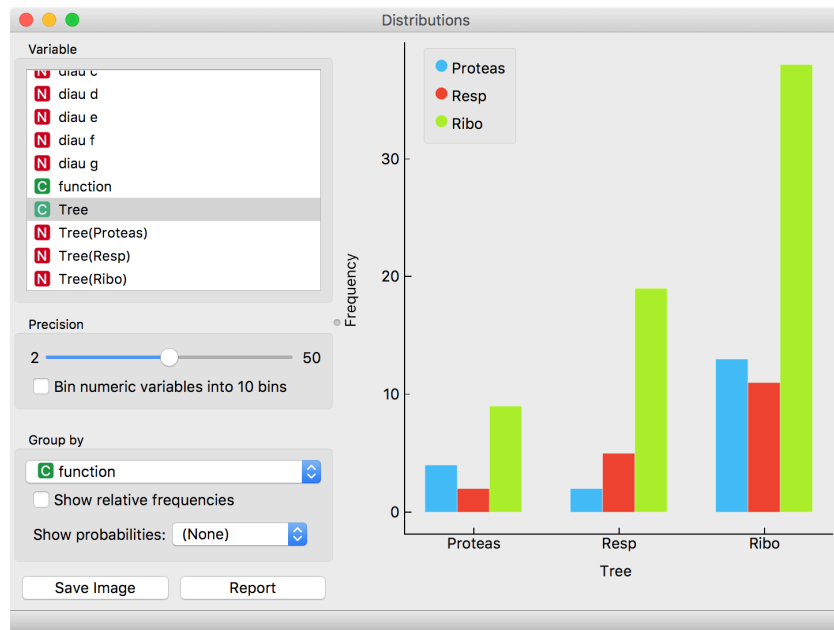 Distributions
Variable
N diau c
N diau d
N diau e
N diau f
N diau g
C function
C Tree
N Tree(Proteas)
N Tree(Resp)
N Tree(Ribo)
Precision
2 50
Bin numeric variables into 10 bins
Group by
C function
Show relative frequencies
Show probabilities: (None)
Save Image Report
Proteas
Resp
Ribo
Frequency
30
20
10
0
Proteas Resp Ribo
Tree